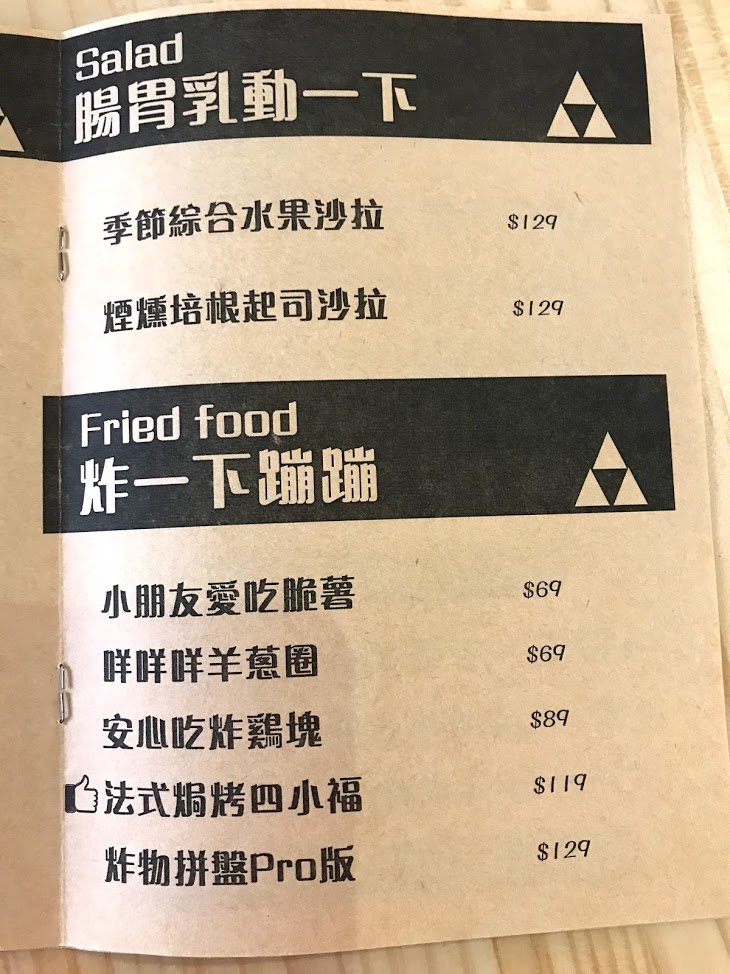 Salad
腸胃乳動一下
季節綜合水果沙拉 $129
煙燻培根起司沙拉 $129
Fried food
炸一下蹦蹦
小朋友愛吃脆薯 $69
咩咩咩羊蔥圈 $69
安心吃炸雞塊 $89
法式焗烤四小福 $119
炸物拼盤Pro版 $129